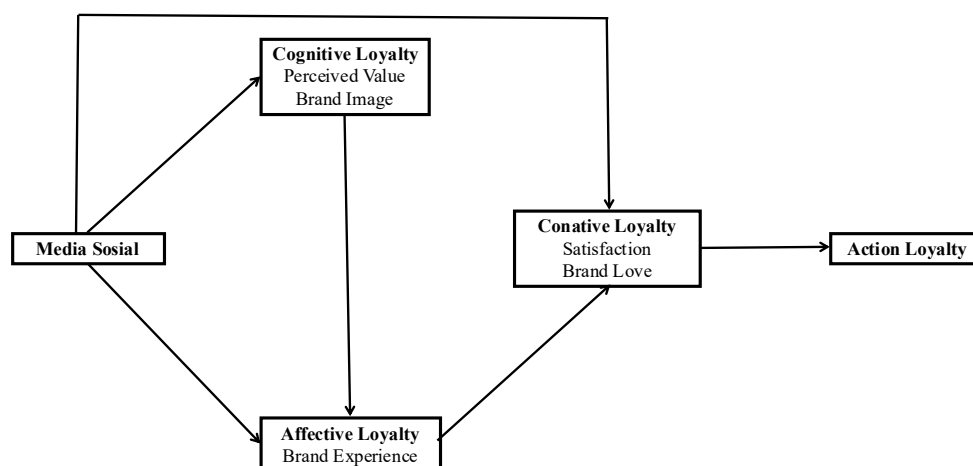 Cognitive Loyalty
Perceived Value
Brand Image
Media Sosial
Conative Loyalty
Satisfaction
Brand Love
Action Loyalty
Affective Loyalty
Brand Experience